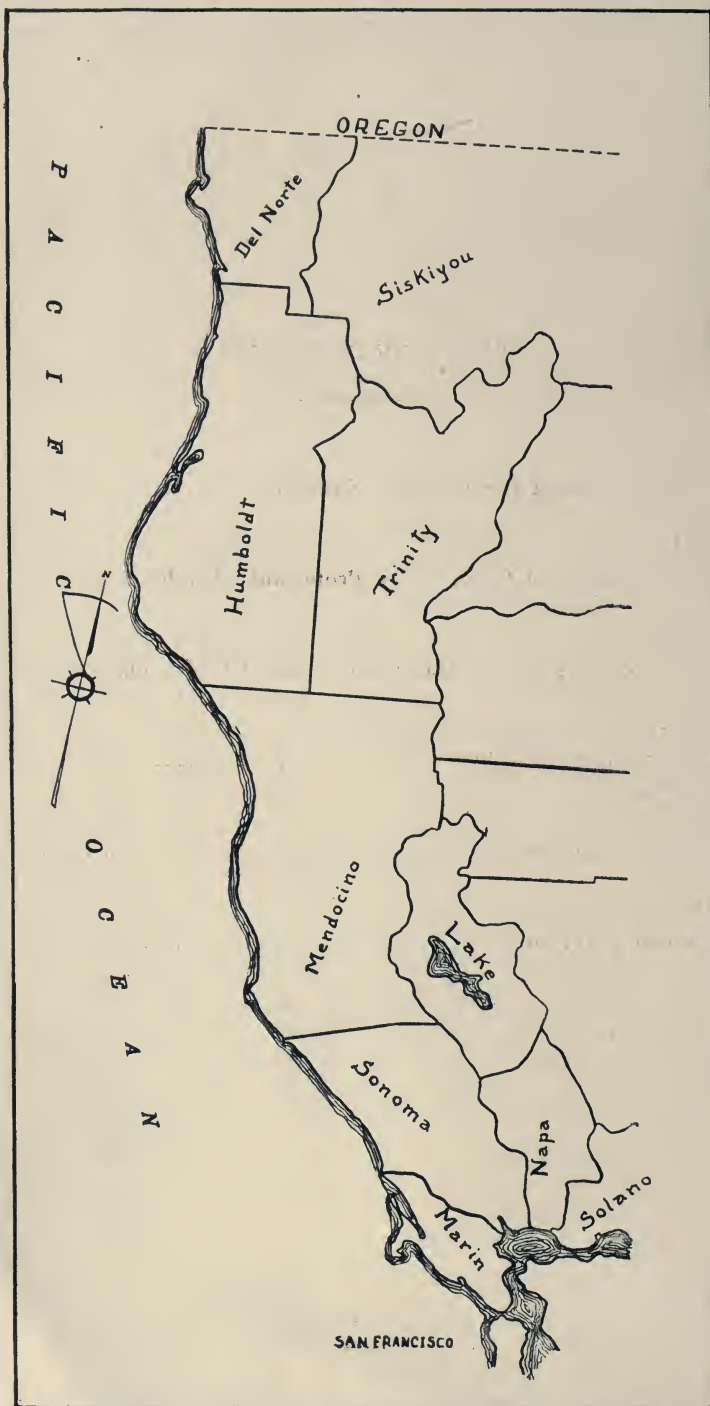 OREGON
Del Norte
Siskiyou
PACIFIC OCEAN
Humboldt
Trinity
N
Mendocino
Lake
Sonoma
Napa
Solano
Marin
SAN FRANCISCO